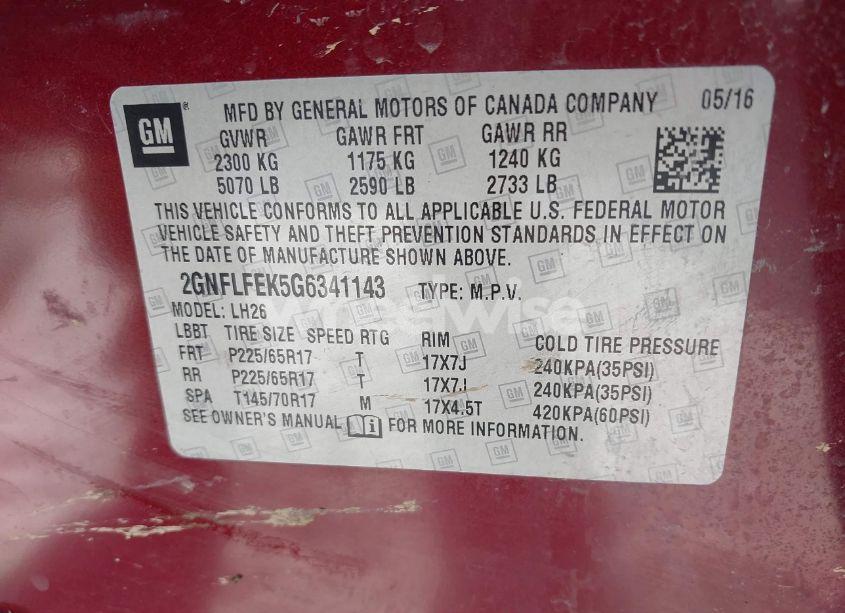 GM
MFD BY GENERAL MOTORS OF CANADA COMPANY 05/16
GVWR GAWR FRT GAWR RR
2300 KG 1175 KG 1240 KG
5070 LB 2590 LB 2733 LB
THIS VEHICLE CONFORMS TO ALL APPLICABLE U.S. FEDERAL MOTOR
VEHICLE SAFETY AND THEFT PREVENTION STANDARDS IN EFFECT ON
THE DATE OF MANUFACTURE SHOWN ABOVE.
2GNFLFEK5G6341143 TYPE: M.P.V.
MODEL: LH26
LBBT TIRE SIZE SPEED RTG RIM COLD TIRE PRESSURE
FRT P225/65R17 T 17X7J 240KPA(35PSI)
RR P225/65R17 T 17X7J 240KPA(35PSI)
SPA T145/70R17 M 17X4.5T 420KPA(60PSI)
SEE OWNER'S MANUAL i FOR MORE INFORMATION.